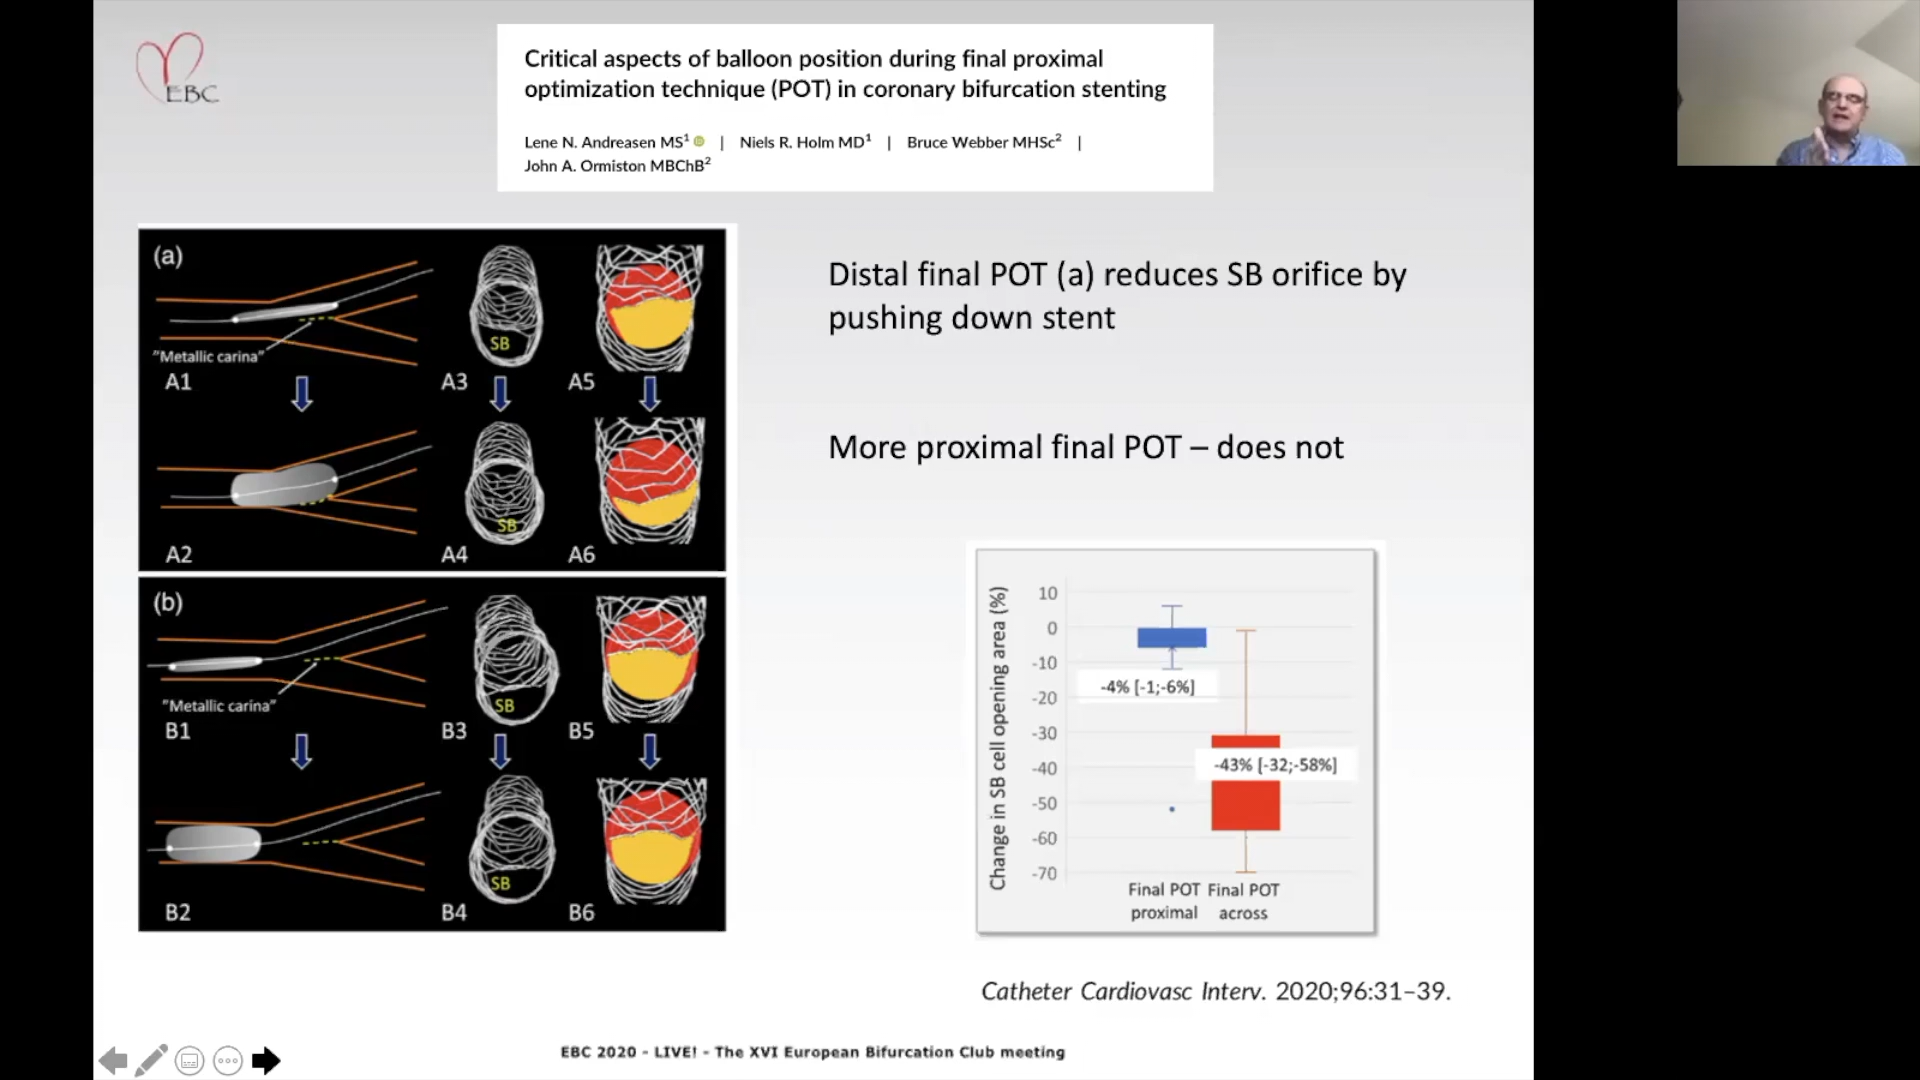 EBC
Critical aspects of balloon position during final proximal
optimization technique (POT) in coronary bifurcation stenting
Lene N. Andreasen MS¹ | Niels R. Holm MD¹ | Bruce Webber MHSc² |
John A. Ormiston MBChB²
(a)
"Metallic carina"
A1
SB
A3
A5
A2
SB
A4
A6
(b)
"Metallic carina"
B1
SB
B3
B5
B2
SB
B4
B6
Distal final POT (a) reduces SB orifice by
pushing down stent
More proximal final POT – does not
Change in SB cell opening area (%)
10
0
-10
-20
-30
-40
-50
-60
-70
-4% [-1;-6%]
-43% [-32;-58%]
Final POT proximal
Final POT across
Catheter Cardiovasc Interv. 2020;96:31–39.
EBC 2020 - LIVE! - The XVI European Bifurcation Club meeting